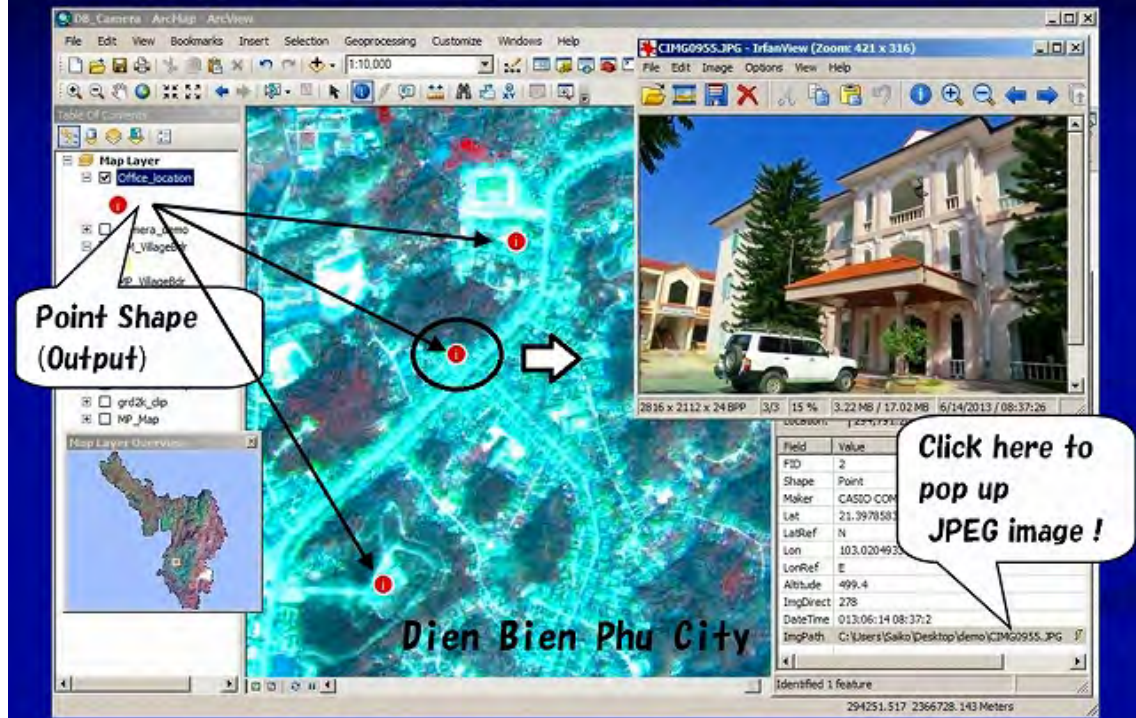 DB_Camera - ArcMap - ArcView
File Edit View Bookmarks Insert Selection Geoprocessing Customize Windows Help
1:10,000
Table Of Contents
Map Layer
Office_location
mera_demo
M_VillageBdr
MP_VillageBdr
Point Shape
(Output)
grd2k_clip
MP_Map
Map Layer Overview
Dien Bien Phu City
CIMG0955.JPG - IrfanView (Zoom: 421 x 316)
File Edit Image Options View Help
2816 x 2112 x 24 BPP 3/3 15 % 3.22 MB / 17.02 MB 6/14/2013 / 08:37:26
Location:
Field Value
FID 2
Shape Point
Maker CASIO COM
Lat 21.3978583
LatRef N
Lon 103.020493
LonRef E
Altitude 499.4
ImgDirect 278
DateTime 013:06:14 08:37:2
ImgPath C:\Users\Saiko\Desktop\demo\CIMG0955.JPG
Click here to
pop up
JPEG image !
Identified 1 feature
294251.517 2366728.143 Meters